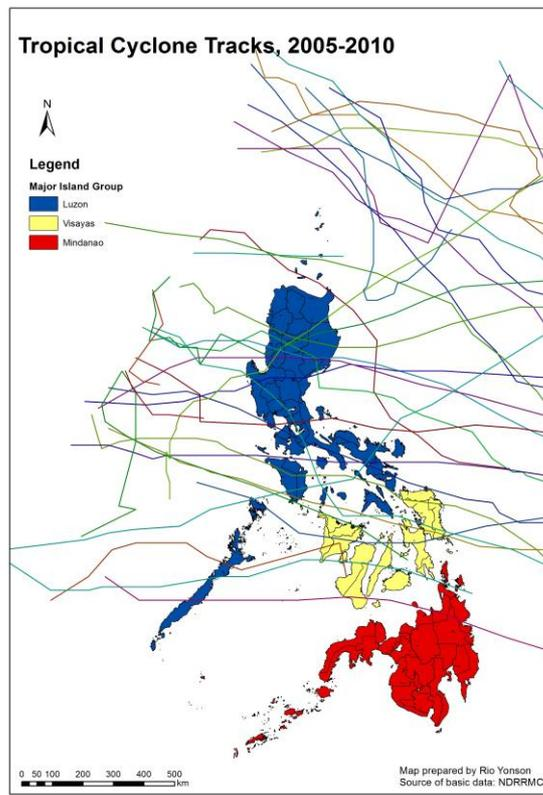 Tropical Cyclone Tracks, 2005-2010
N
Legend
Major Island Group
Luzon
Visayas
Mindanao
0 50 100 200 300 400 500
km
Map prepared by Rio Yonson
Source of basic data: NDRRMC